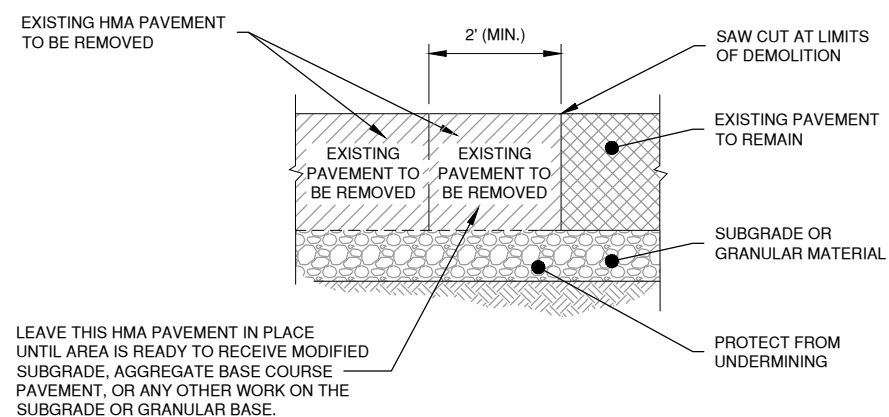 EXISTING HMA PAVEMENT
TO BE REMOVED
2' (MIN.)
SAW CUT AT LIMITS
OF DEMOLITION
EXISTING PAVEMENT
TO REMAIN
EXISTING
PAVEMENT TO
BE REMOVED
EXISTING
PAVEMENT TO
BE REMOVED
SUBGRADE OR
GRANULAR MATERIAL
LEAVE THIS HMA PAVEMENT IN PLACE
UNTIL AREA IS READY TO RECEIVE MODIFIED
SUBGRADE, AGGREGATE BASE COURSE
PAVEMENT, OR ANY OTHER WORK ON THE
SUBGRADE OR GRANULAR BASE.
PROTECT FROM
UNDERMINING